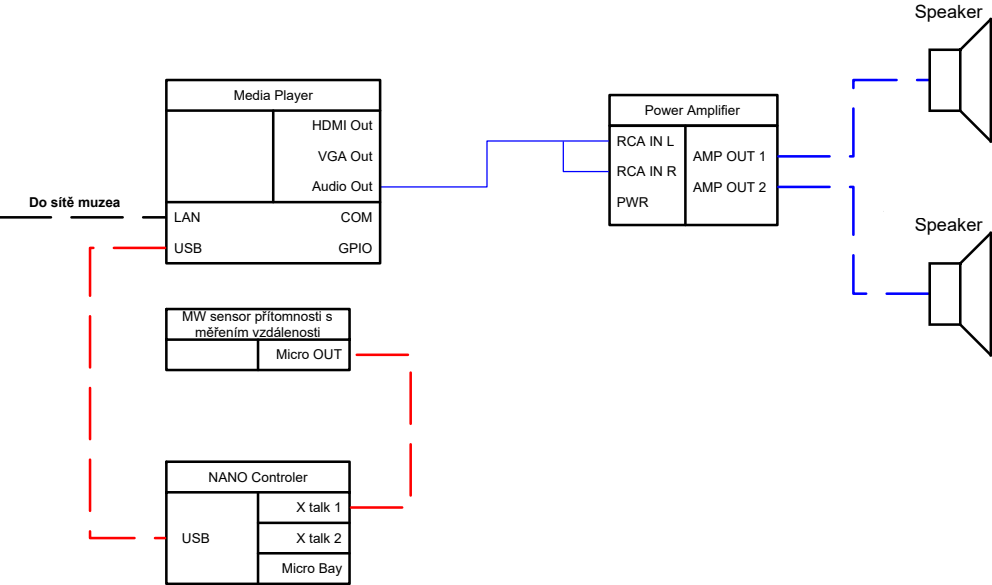 Speaker
Media Player
HDMI Out
VGA Out
Audio Out
LAN
COM
USB
GPIO
Do sítě muzea
Power Amplifier
RCA IN L
RCA IN R
PWR
AMP OUT 1
AMP OUT 2
Speaker
MW sensor přítomnosti s
měřením vzdálenosti
Micro OUT
NANO Controler
USB
X talk 1
X talk 2
Micro Bay